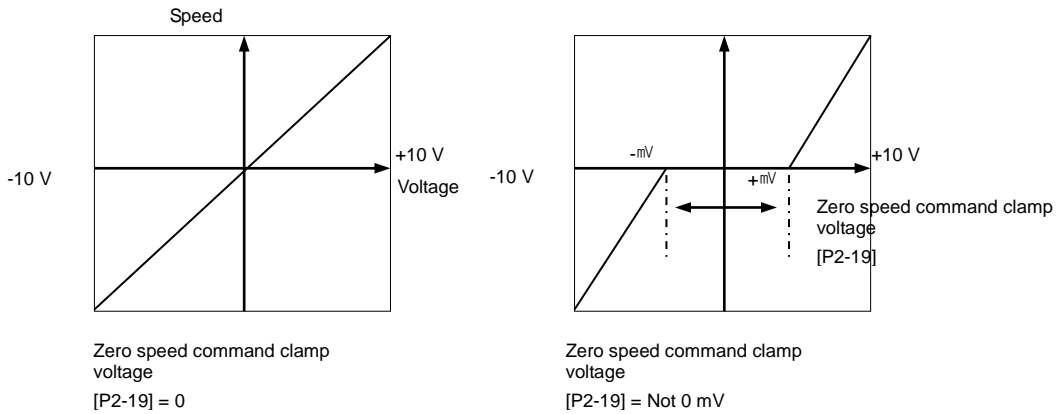 Speed
-10 V
+10 V
Voltage
Zero speed command clamp
voltage
[P2-19] = 0
-10 V
-㎷
+㎷
+10 V
Zero speed command clamp
voltage
[P2-19]
Zero speed command clamp
voltage
[P2-19] = Not 0 mV